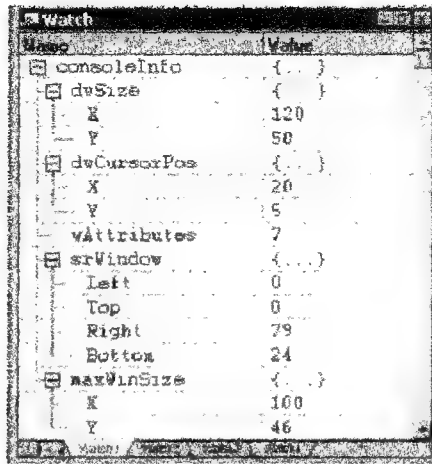 Watch
Name Value
consoleInfo {...}
dwSize {...}
X 120
Y 50
dwCursorPos {...}
X 20
Y 5
wAttributes 7
srWindow {...}
Left 0
Top 0
Right 79
Bottom 24
maxWinSize {...}
X 100
Y 46
Watch1